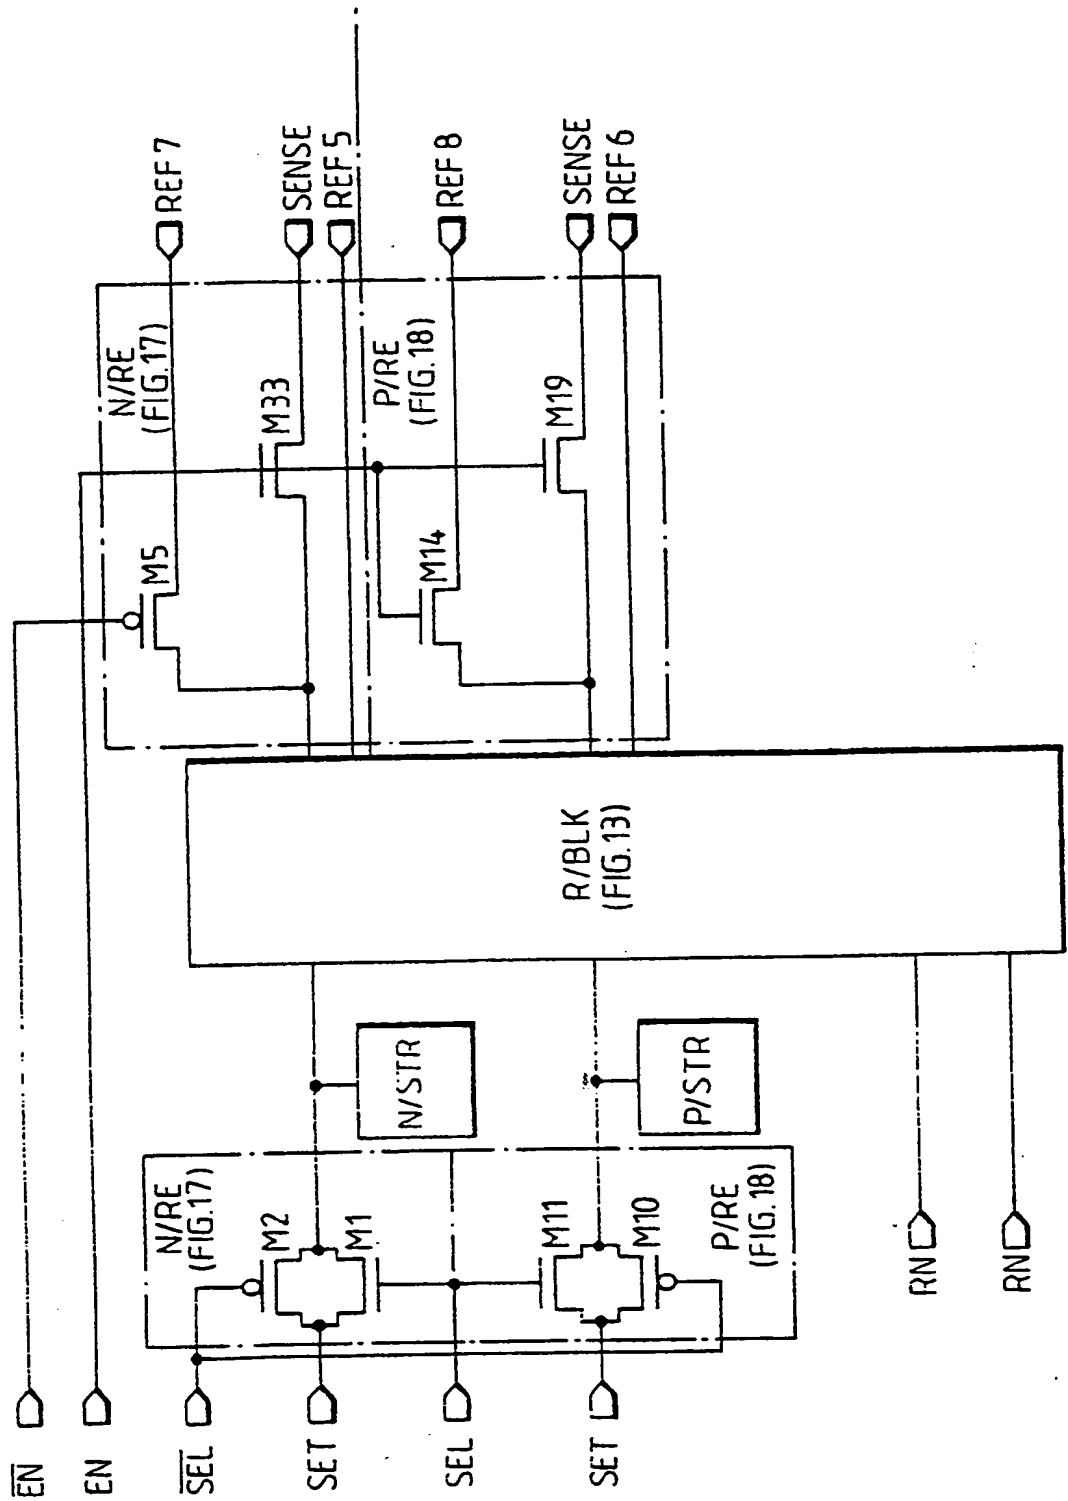 EN
EN
SEL
SET
SEL
SET
N/RE
(FIG.17)
M2
M1
M11
M10
P/RE
(FIG.18)
N/STR
P/STR
RN
RN
R/BLK
(FIG.13)
M5
N/RE
(FIG.17)
M33
P/RE
(FIG.18)
M14
M19
REF 7
SENSE
REF 5
REF 8
SENSE
REF 6